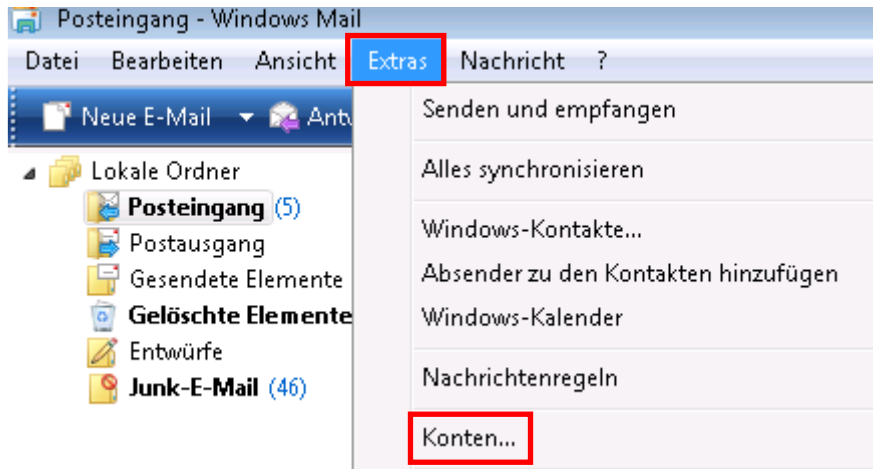 Posteingang - Windows Mail
Datei Bearbeiten Ansicht Extras Nachricht ?
Neue E-Mail
Senden und empfangen
Alles synchronisieren
Windows-Kontakte...
Absender zu den Kontakten hinzufügen
Windows-Kalender
Nachrichtenregeln
Konten...
Lokale Ordner
Posteingang (5)
Postausgang
Gesendete Elemente
Gelöschte Elemente
Entwürfe
Junk-E-Mail (46)